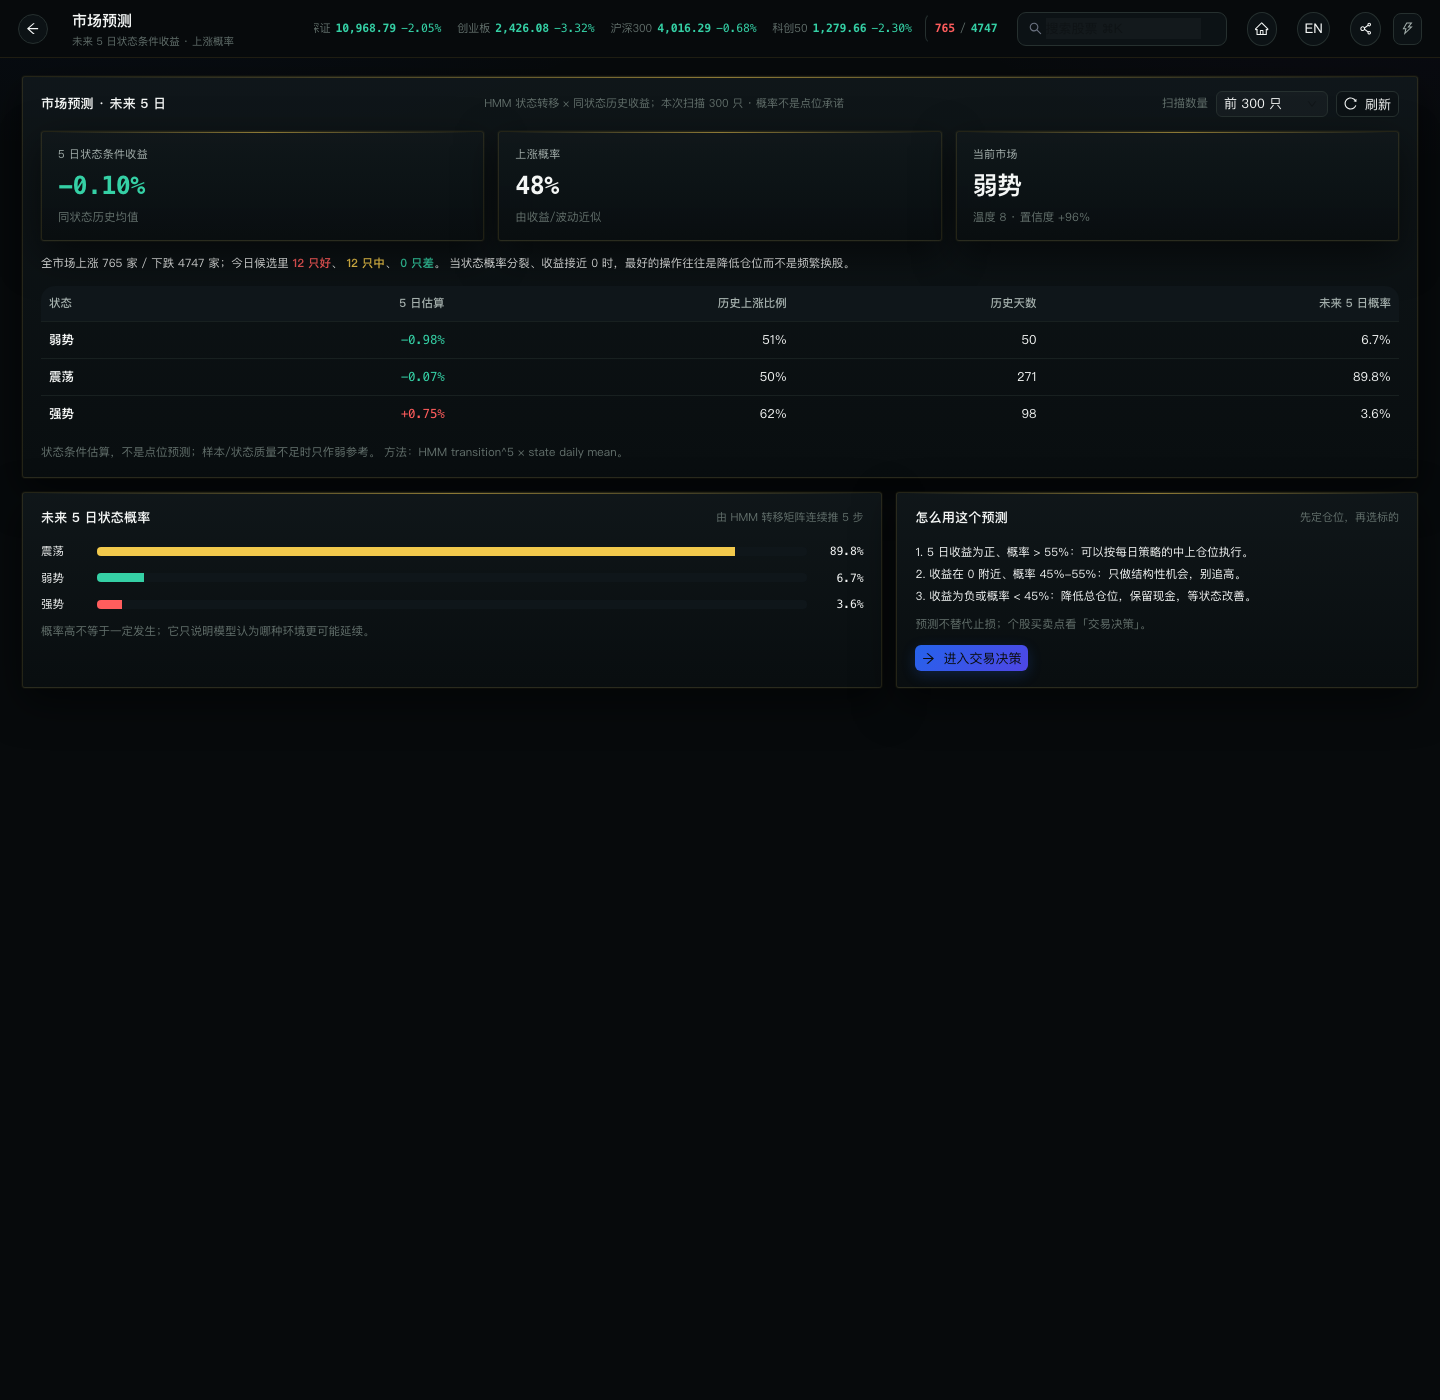 市场预测
未来 5 日状态条件收益 · 上涨概率
证 10,968.79 −2.05% 创业板 2,426.08 −3.32% 沪深300 4,016.29 −0.68% 科创50 1,279.66 −2.30% 765 / 4747
EN
市场预测 · 未来 5 日
HMM 状态转移 × 同状态历史收益；本次扫描 300 只 · 概率不是点位承诺
扫描数量 前 300 只 刷新
5 日状态条件收益
−0.10%
同状态历史均值
上涨概率
48%
由收益/波动近似
当前市场
弱势
温度 8 · 置信度 +96%
全市场上涨 765 家 / 下跌 4747 家；今日候选里 12 只好、 12 只中、 0 只差。 当状态概率分裂、收益接近 0 时，最好的操作往往是降低仓位而不是频繁换股。
状态 5 日估算 历史上涨比例 历史天数 未来 5 日概率
弱势 −0.98% 51% 50 6.7%
震荡 −0.07% 50% 271 89.8%
强势 +0.75% 62% 98 3.6%
状态条件估算，不是点位预测；样本/状态质量不足时只作弱参考。 方法：HMM transition^5 × state daily mean。
未来 5 日状态概率
由 HMM 转移矩阵连续推 5 步
震荡 89.8%
弱势 6.7%
强势 3.6%
概率高不等于一定发生；它只说明模型认为哪种环境更可能延续。
怎么用这个预测
先定仓位，再选标的
1. 5 日收益为正、概率 > 55%：可以按每日策略的中上仓位执行。
2. 收益在 0 附近、概率 45%–55%：只做结构性机会，别追高。
3. 收益为负或概率 < 45%：降低总仓位，保留现金，等状态改善。
预测不替代止损；个股买卖点看「交易决策」。
进入交易决策